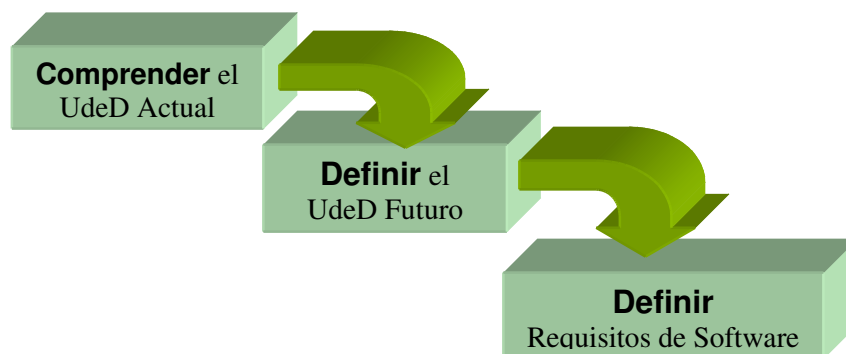 Comprender el
UdeD Actual
Definir el
UdeD Futuro
Definir
Requisitos de Software